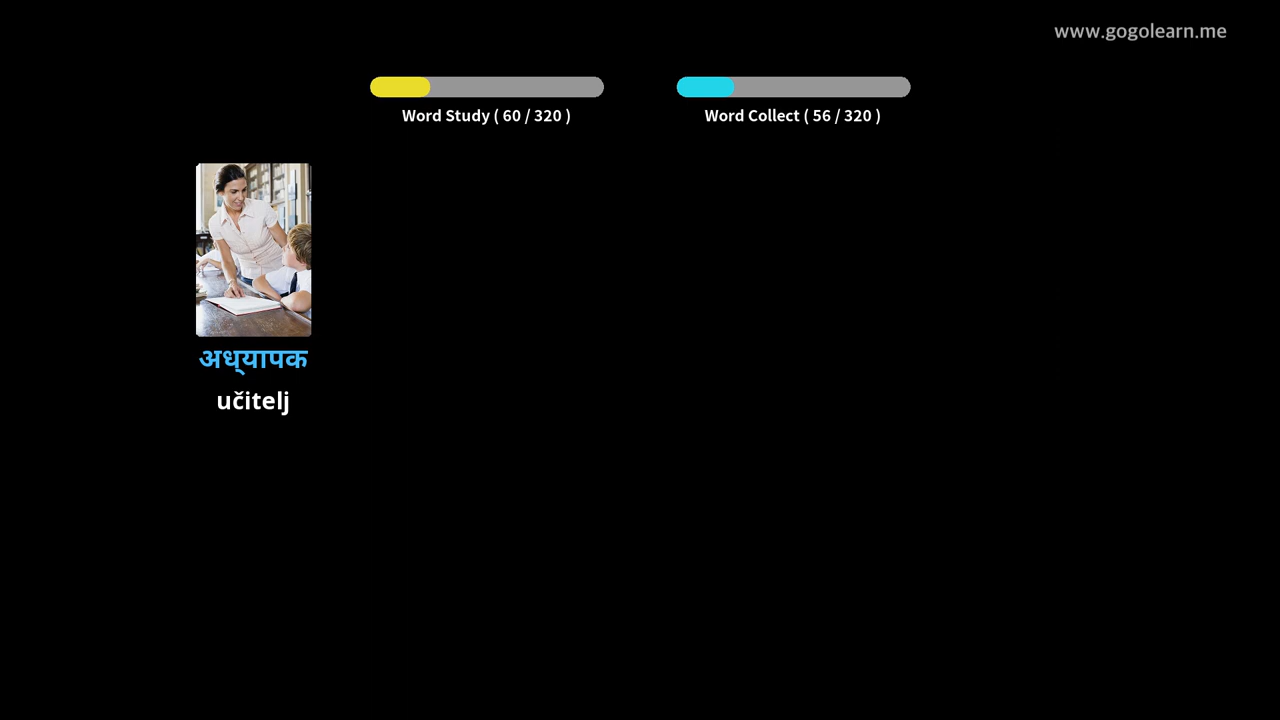 www.gogolearn.me
Word Study ( 60 / 320 )
Word Collect ( 56 / 320 )
अध्यापक
učitelj